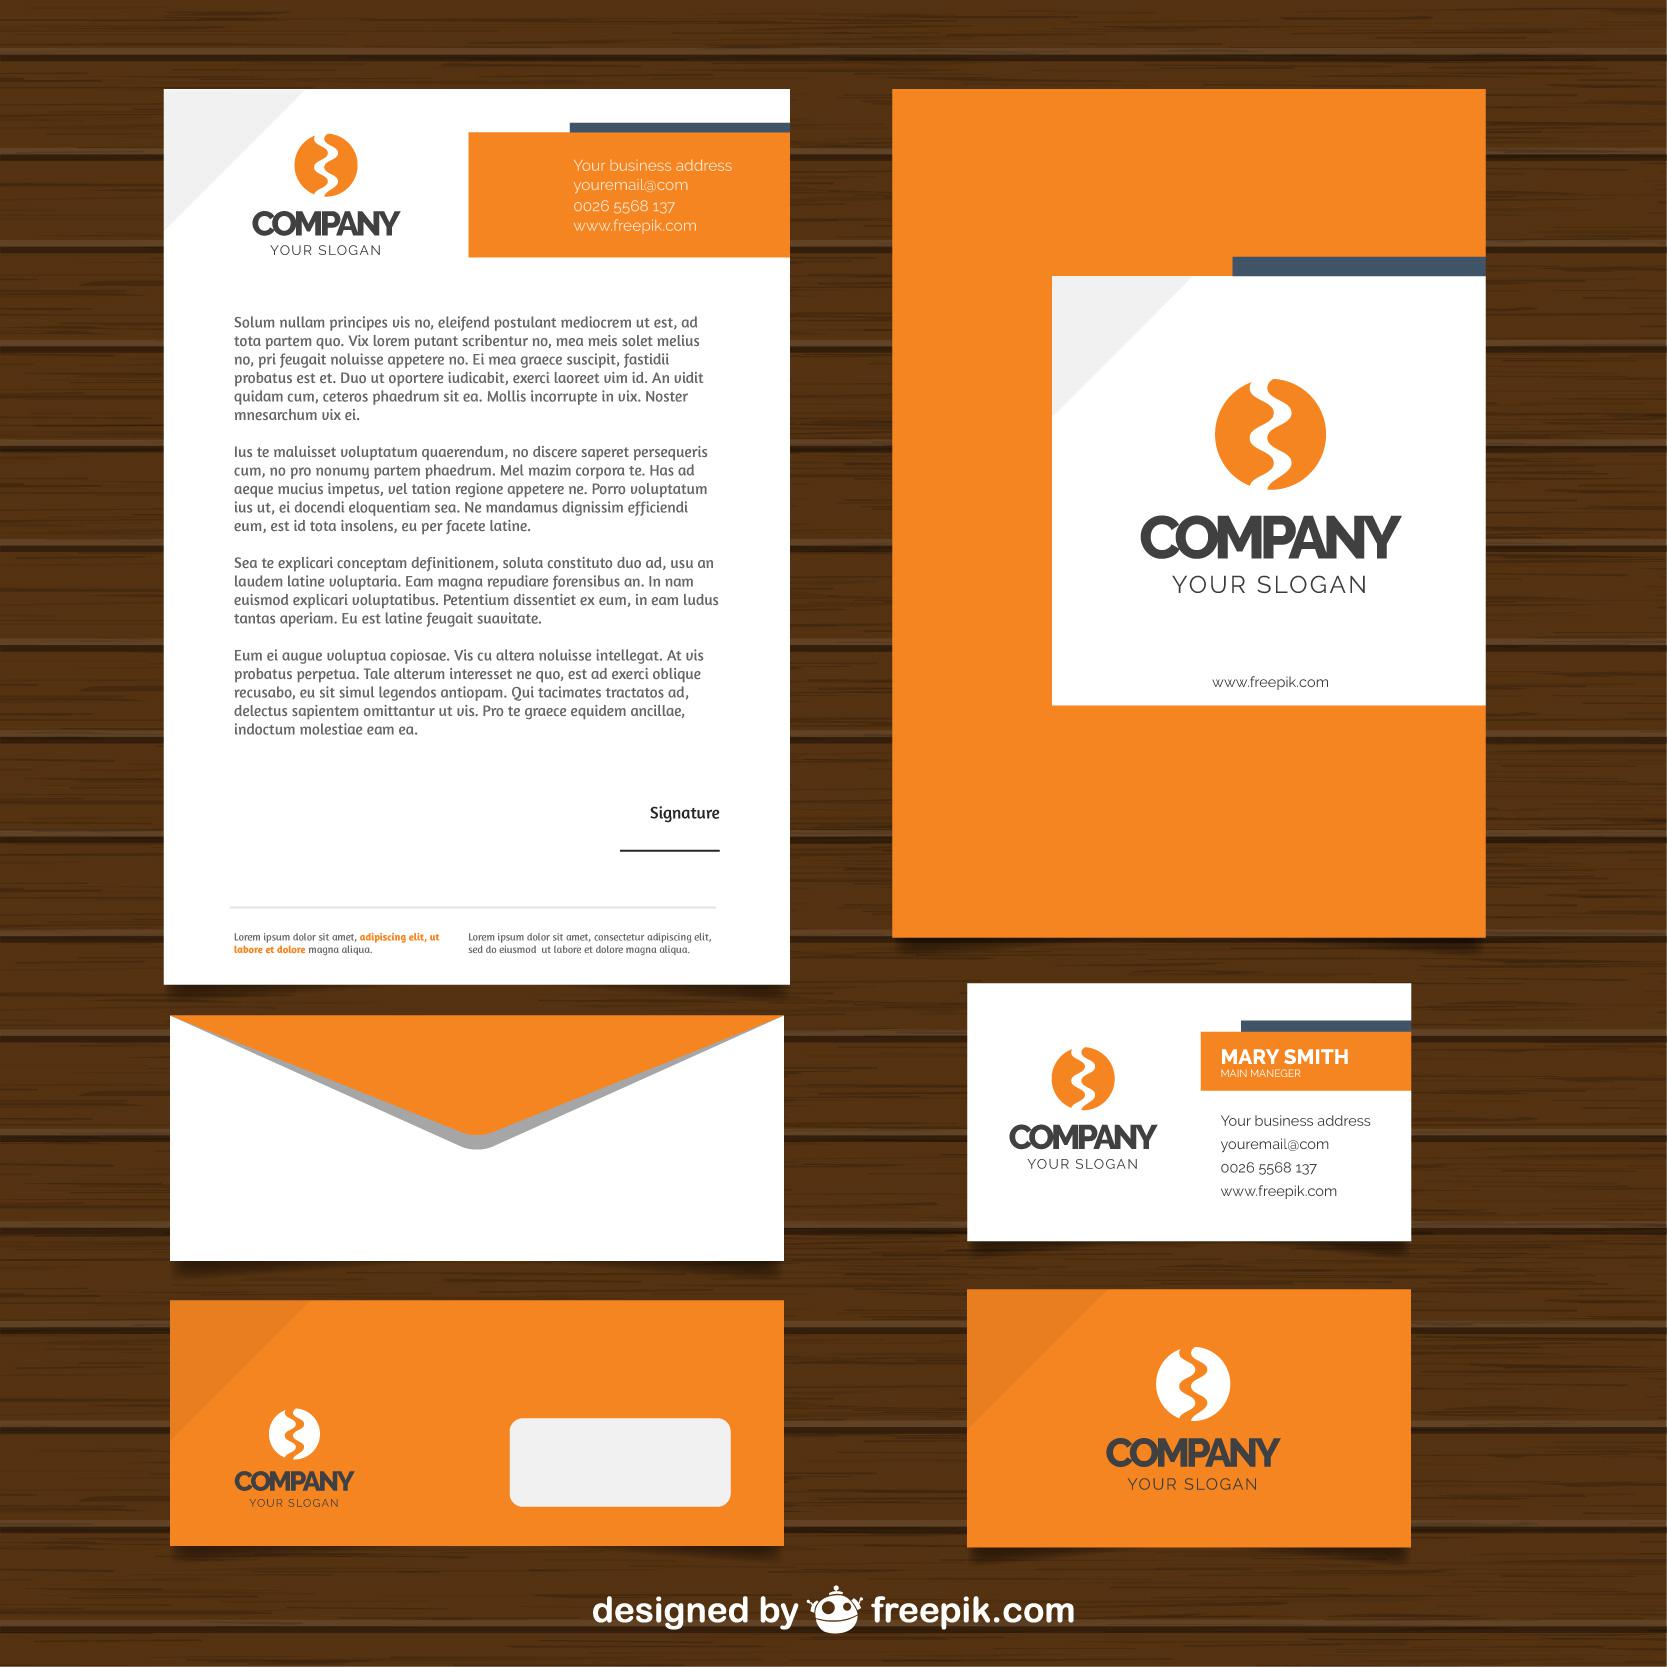 COMPANY
YOUR SLOGAN
Your business address
youremail@com
0026 5568 137
www.freepik.com
Solum nullam principes vis no, eleifend postulant mediocrem ut est, ad
tota partem quo. Vix lorem putant scribentur no, mea meis solet melius
no, pri feugait noluisse appetere no. Ei mea graece suscipit, fastidii
probatus est et. Duo ut oportere iudicabit, exerci laoreet vim id. An vidit
quidam cum, ceteros phaedrum sit ea. Mollis incorrupte in vix. Noster
mnesarchum vix ei.
Ius te maluisset voluptatum quaerendum, no discere saperet persequeris
cum, no pro nonumy partem phaedrum. Mel mazim corpora te. Has ad
aeque mucius impetus, vel tation regione appetere ne. Porro voluptatum
ius ut, ei docendi eloquentiam sea. Ne mandamus dignissim efficiendi
eum, est id tota insolens, eu per facete latine.
Sea te explicari conceptam definitionem, soluta constituto duo ad, usu an
laudem latine voluptaria. Eam magna repudiare forensibus an. In nam
euismod explicari voluptatibus. Petentium dissentiet ex eum, in eam ludus
tantas aperiam. Eu est latine feugait suavitate.
Eum ei augue voluptua copiosae. Vis cu altera noluisse intellegat. At vis
probatus perpetua. Tale alterum interesset ne quo, est ad exerci oblique
recusabo, eu sit simul legendos antiopam. Qui tacimates tractatos ad,
delectus sapientem omittantur ut vis. Pro te graece equidem ancillae,
indoctum molestiae eam ea.
Signature
Lorem ipsum dolor sit amet, adipiscing elit, ut
labore et dolore magna aliqua.
Lorem ipsum dolor sit amet, consectetur adipiscing elit,
sed do eiusmod ut labore et dolore magna aliqua.
COMPANY
YOUR SLOGAN
www.freepik.com
COMPANY
YOUR SLOGAN
MARY SMITH
MAIN MANEGER
Your business address
youremail@com
0026 5568 137
www.freepik.com
COMPANY
YOUR SLOGAN
COMPANY
YOUR SLOGAN
designed by freepik.com